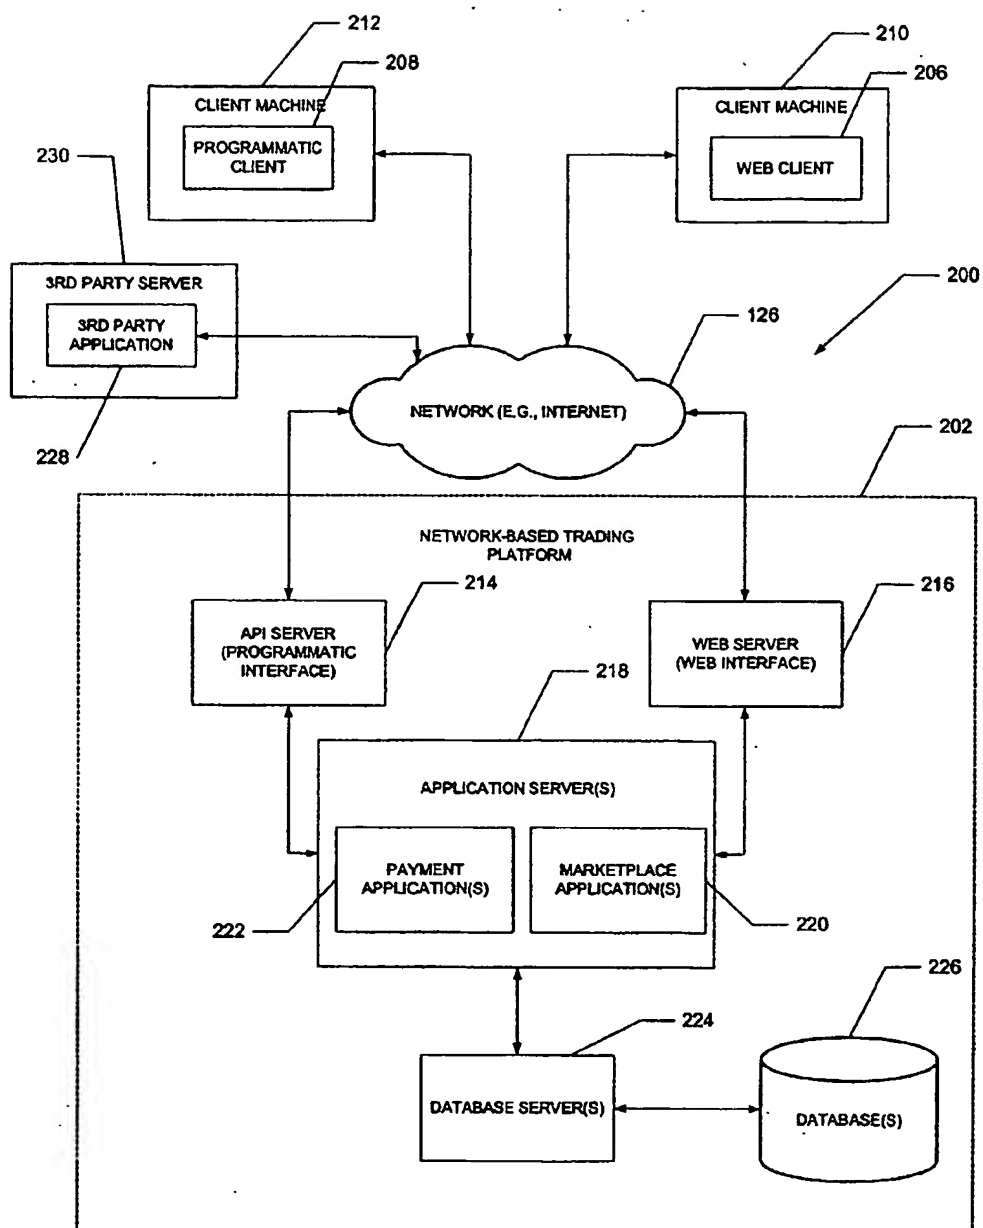 212
210
208
206
CLIENT MACHINE
PROGRAMMATIC
CLIENT
CLIENT MACHINE
WEB CLIENT
230
3RD PARTY SERVER
3RD PARTY
APPLICATION
228
200
126
NETWORK (E.G., INTERNET)
202
NETWORK-BASED TRADING
PLATFORM
214
216
API SERVER
(PROGRAMMATIC
INTERFACE)
WEB SERVER
(WEB INTERFACE)
218
APPLICATION SERVER(S)
PAYMENT
APPLICATION(S)
MARKETPLACE
APPLICATION(S)
222
220
226
224
DATABASE SERVER(S)
DATABASE(S)